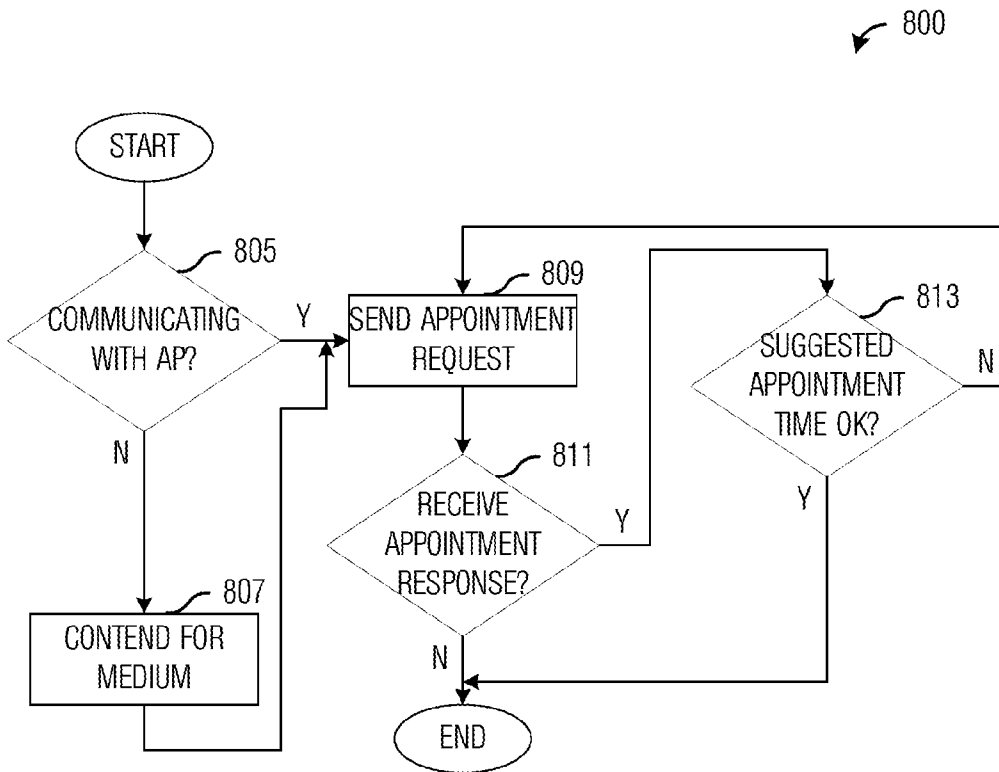 800
START
805
COMMUNICATING
WITH AP?
Y
N
807
CONTEND FOR
MEDIUM
809
SEND APPOINTMENT
REQUEST
811
RECEIVE
APPOINTMENT
RESPONSE?
Y
N
813
SUGGESTED
APPOINTMENT
TIME OK?
N
Y
END